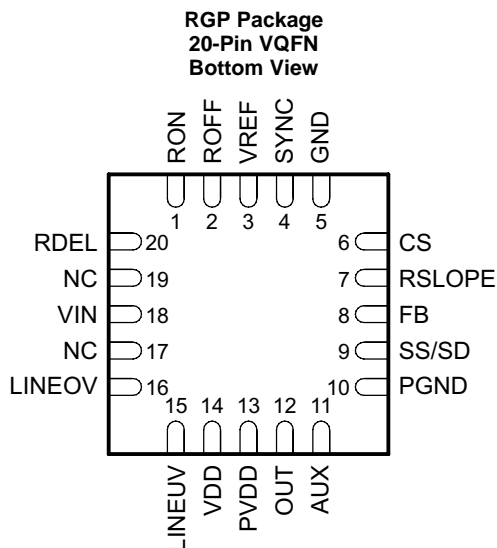 RGP Package
20-Pin VQFN
Bottom View
RON
ROFF
VREF
SYNC
GND
1
2
3
4
5
RDEL
20
6
CS
NC
19
7
RSLOPE
VIN
18
8
FB
NC
17
9
SS/SD
LINEOV
16
10
PGND
15
14
13
12
11
LINEUV
VDD
PVDD
OUT
AUX